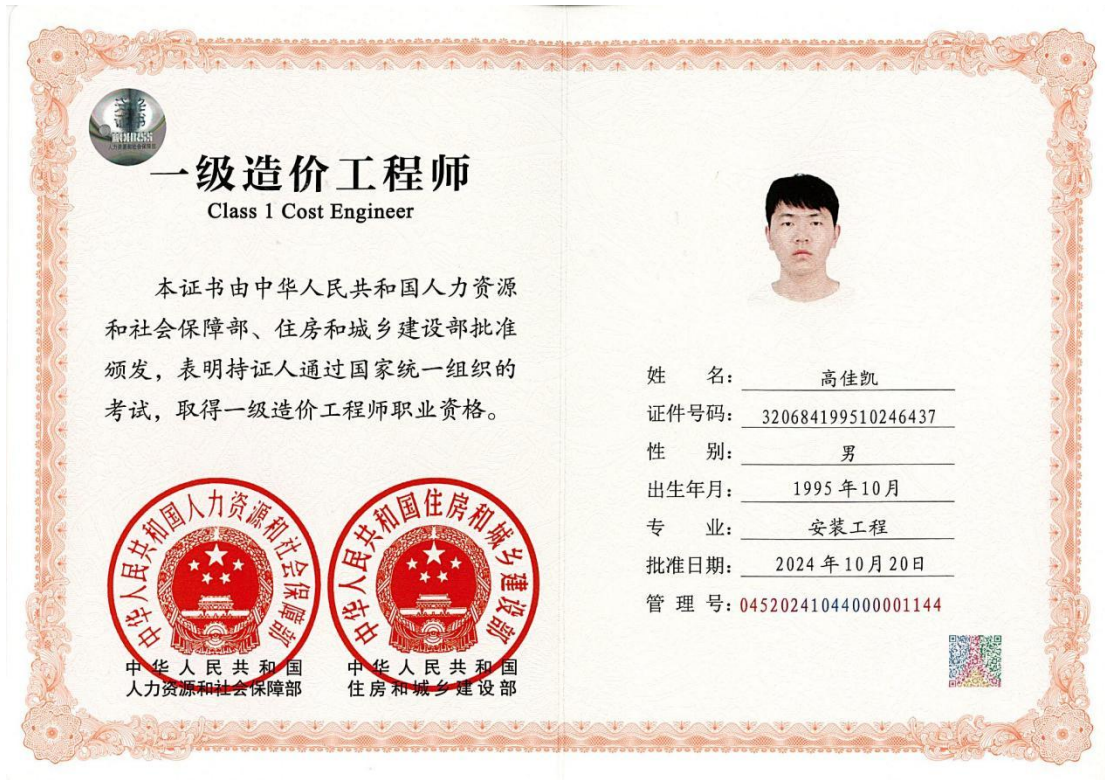 一级造价工程师
Class 1 Cost Engineer
本证书由中华人民共和国人力资源
和社会保障部、住房和城乡建设部批准
颁发，表明持证人通过国家统一组织的
考试，取得一级造价工程师职业资格。
中华人民共和国人力资源和社会保障部
中华人民共和国
人力资源和社会保障部
中华人民共和国住房和城乡建设部
中华人民共和国
住房和城乡建设部
姓 名：高佳凯
证件号码：320684199510246437
性 别：男
出生年月：1995年10月
专 业：安装工程
批准日期：2024年10月20日
管 理 号：04520241044000001144